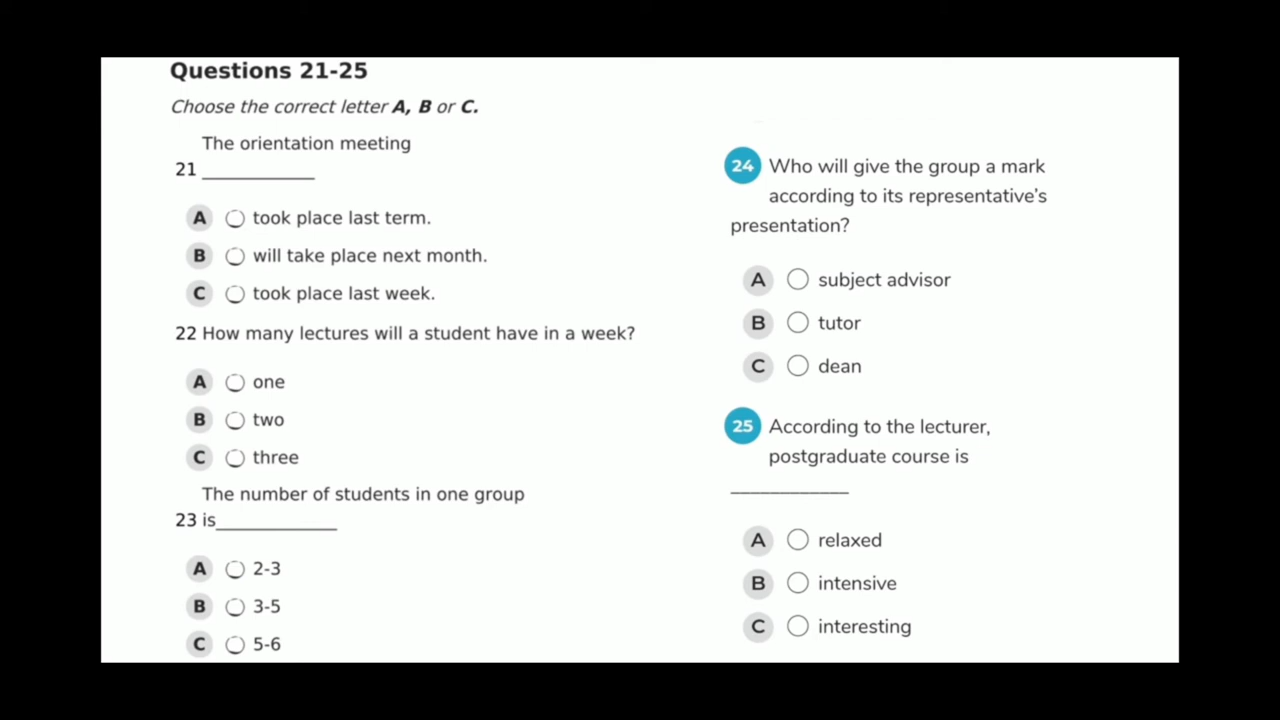 Questions 21-25
Choose the correct letter A, B or C.
The orientation meeting
21 ____________
A took place last term.
B will take place next month.
C took place last week.
22 How many lectures will a student have in a week?
A one
B two
C three
The number of students in one group
23 is____________
A 2-3
B 3-5
C 5-6
24 Who will give the group a mark
according to its representative’s
presentation?
A subject advisor
B tutor
C dean
25 According to the lecturer,
postgraduate course is
____________
A relaxed
B intensive
C interesting